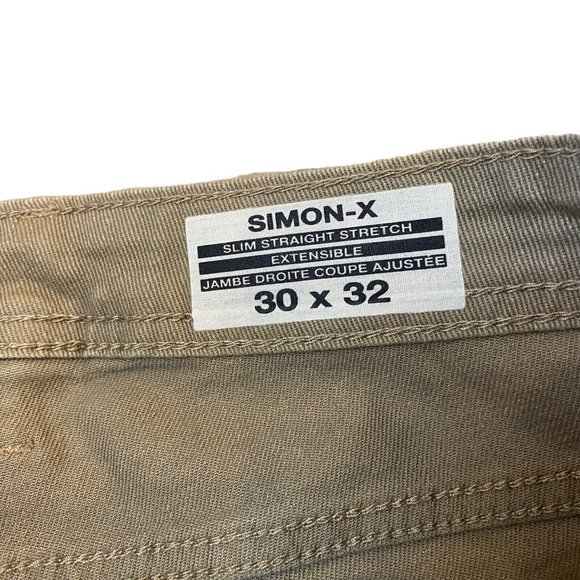 SIMON-X
SLIM STRAIGHT STRETCH
EXTENSIBLE
JAMBE DROITE COUPE AJUSTÉE
30 x 32